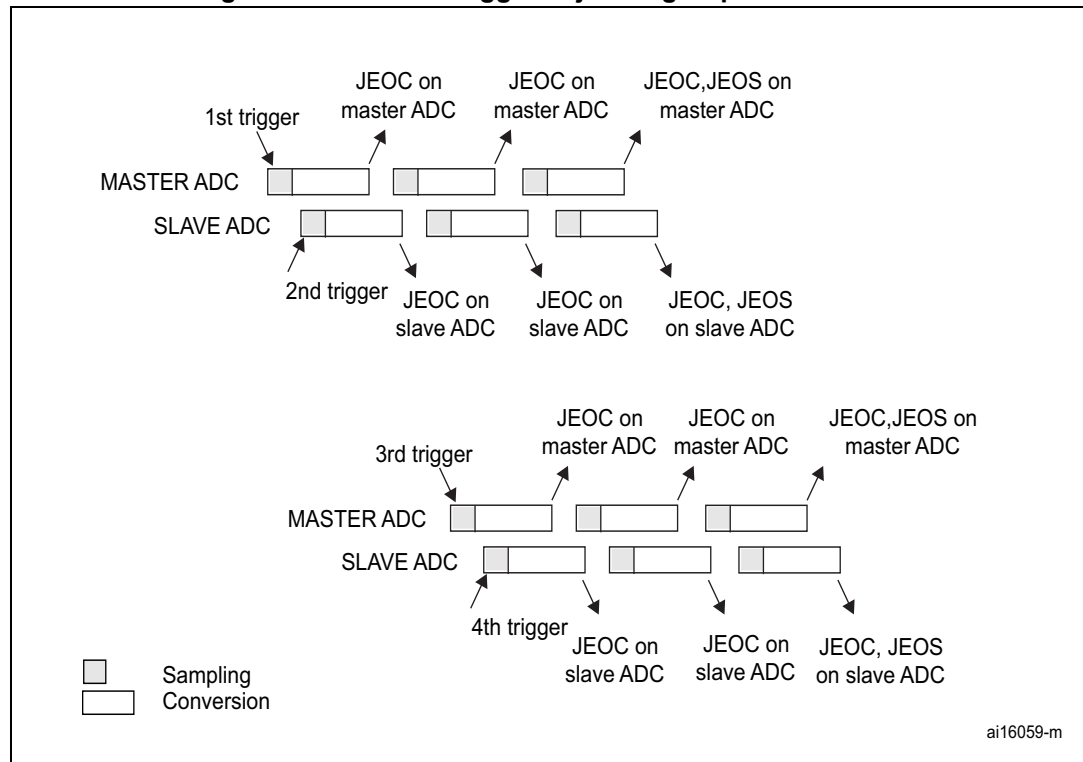 JEOC on
master ADC
JEOC on
master ADC
JEOC,JEOS on
master ADC
1st trigger
MASTER ADC
SLAVE ADC
2nd trigger
JEOC on
slave ADC
JEOC on
slave ADC
JEOC, JEOS
on slave ADC
JEOC on
master ADC
JEOC on
master ADC
JEOC,JEOS on
master ADC
3rd trigger
MASTER ADC
SLAVE ADC
4th trigger
JEOC on
slave ADC
JEOC on
slave ADC
JEOC, JEOS
on slave ADC
Sampling
Conversion
ai16059-m